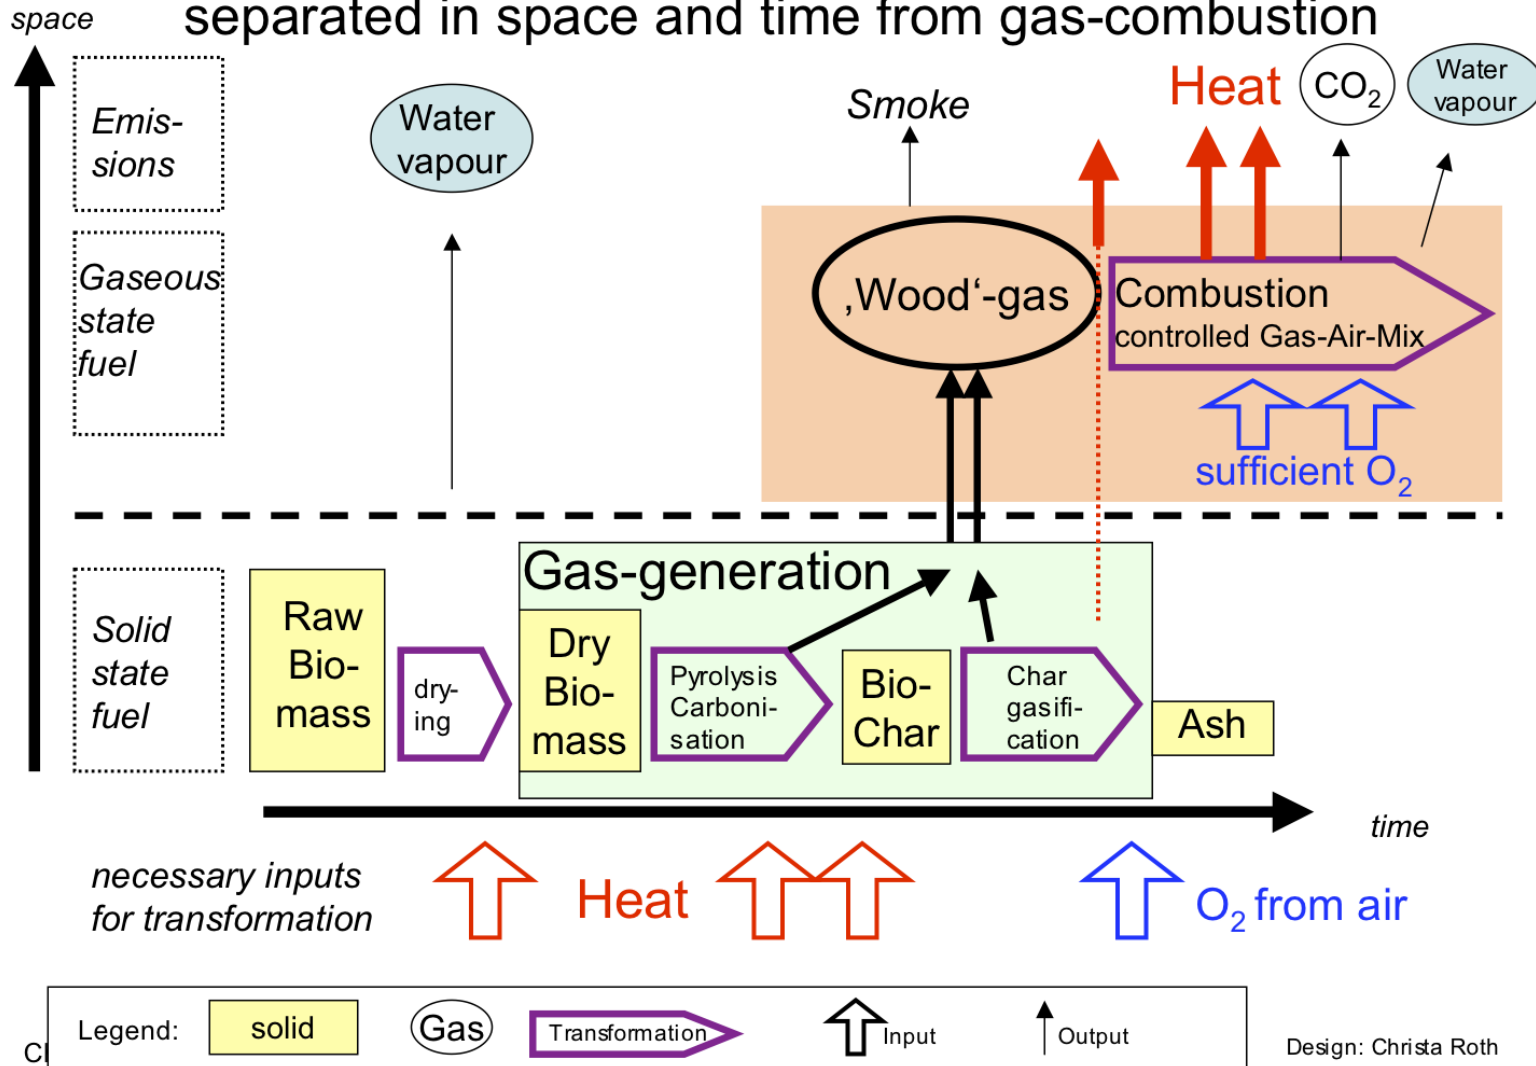 space
separated in space and time from gas-combustion
Emis-
sions
Water
vapour
Smoke
Heat
CO₂
Water
vapour
Gaseous
state
fuel
‚Wood‘-gas
Combustion
controlled Gas-Air-Mix
sufficient O₂
Gas-generation
Solid
state
fuel
Raw
Bio-
mass
dry-
ing
Dry
Bio-
mass
Pyrolysis
Carboni-
sation
Bio-
Char
Char
gasifi-
cation
Ash
time
necessary inputs
for transformation
Heat
O₂ from air
Legend:
solid
Gas
Transformation
Input
Output
Design: Christa Roth